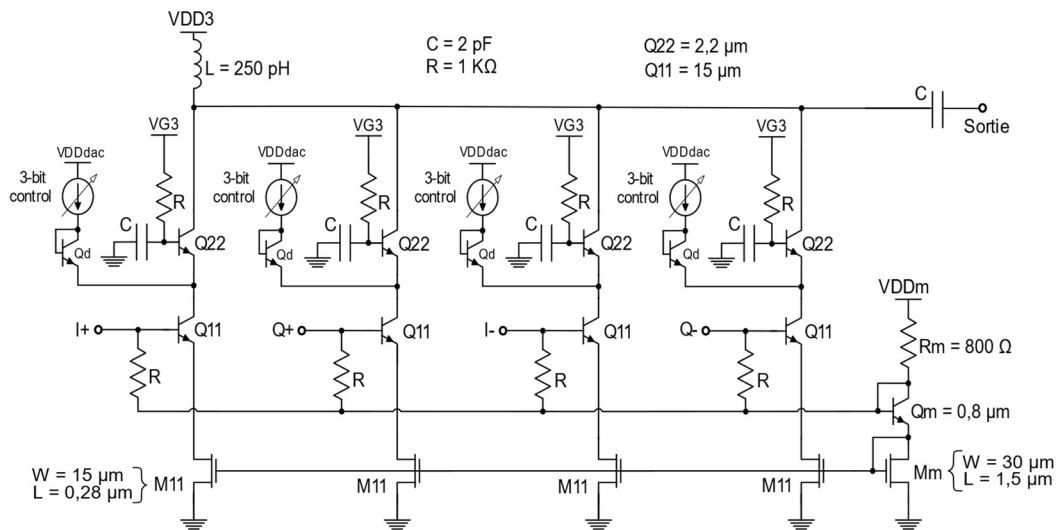 VDD3
L = 250 pH
C = 2 pF
R = 1 KΩ
Q22 = 2,2 µm
Q11 = 15 µm
C
Sortie
VG3
VDDdac
3-bit
control
R
C
Qd
Q22
VG3
VDDdac
3-bit
control
R
C
Qd
Q22
VG3
VDDdac
3-bit
control
R
C
Qd
Q22
VG3
VDDdac
3-bit
control
R
C
Qd
Q22
I+
Q11
R
Q+
Q11
R
I-
Q11
R
Q-
Q11
R
VDDm
Rm = 800 Ω
Qm = 0,8 µm
W = 15 µm
L = 0,28 µm
M11
M11
M11
M11
Mm
W = 30 µm
L = 1,5 µm